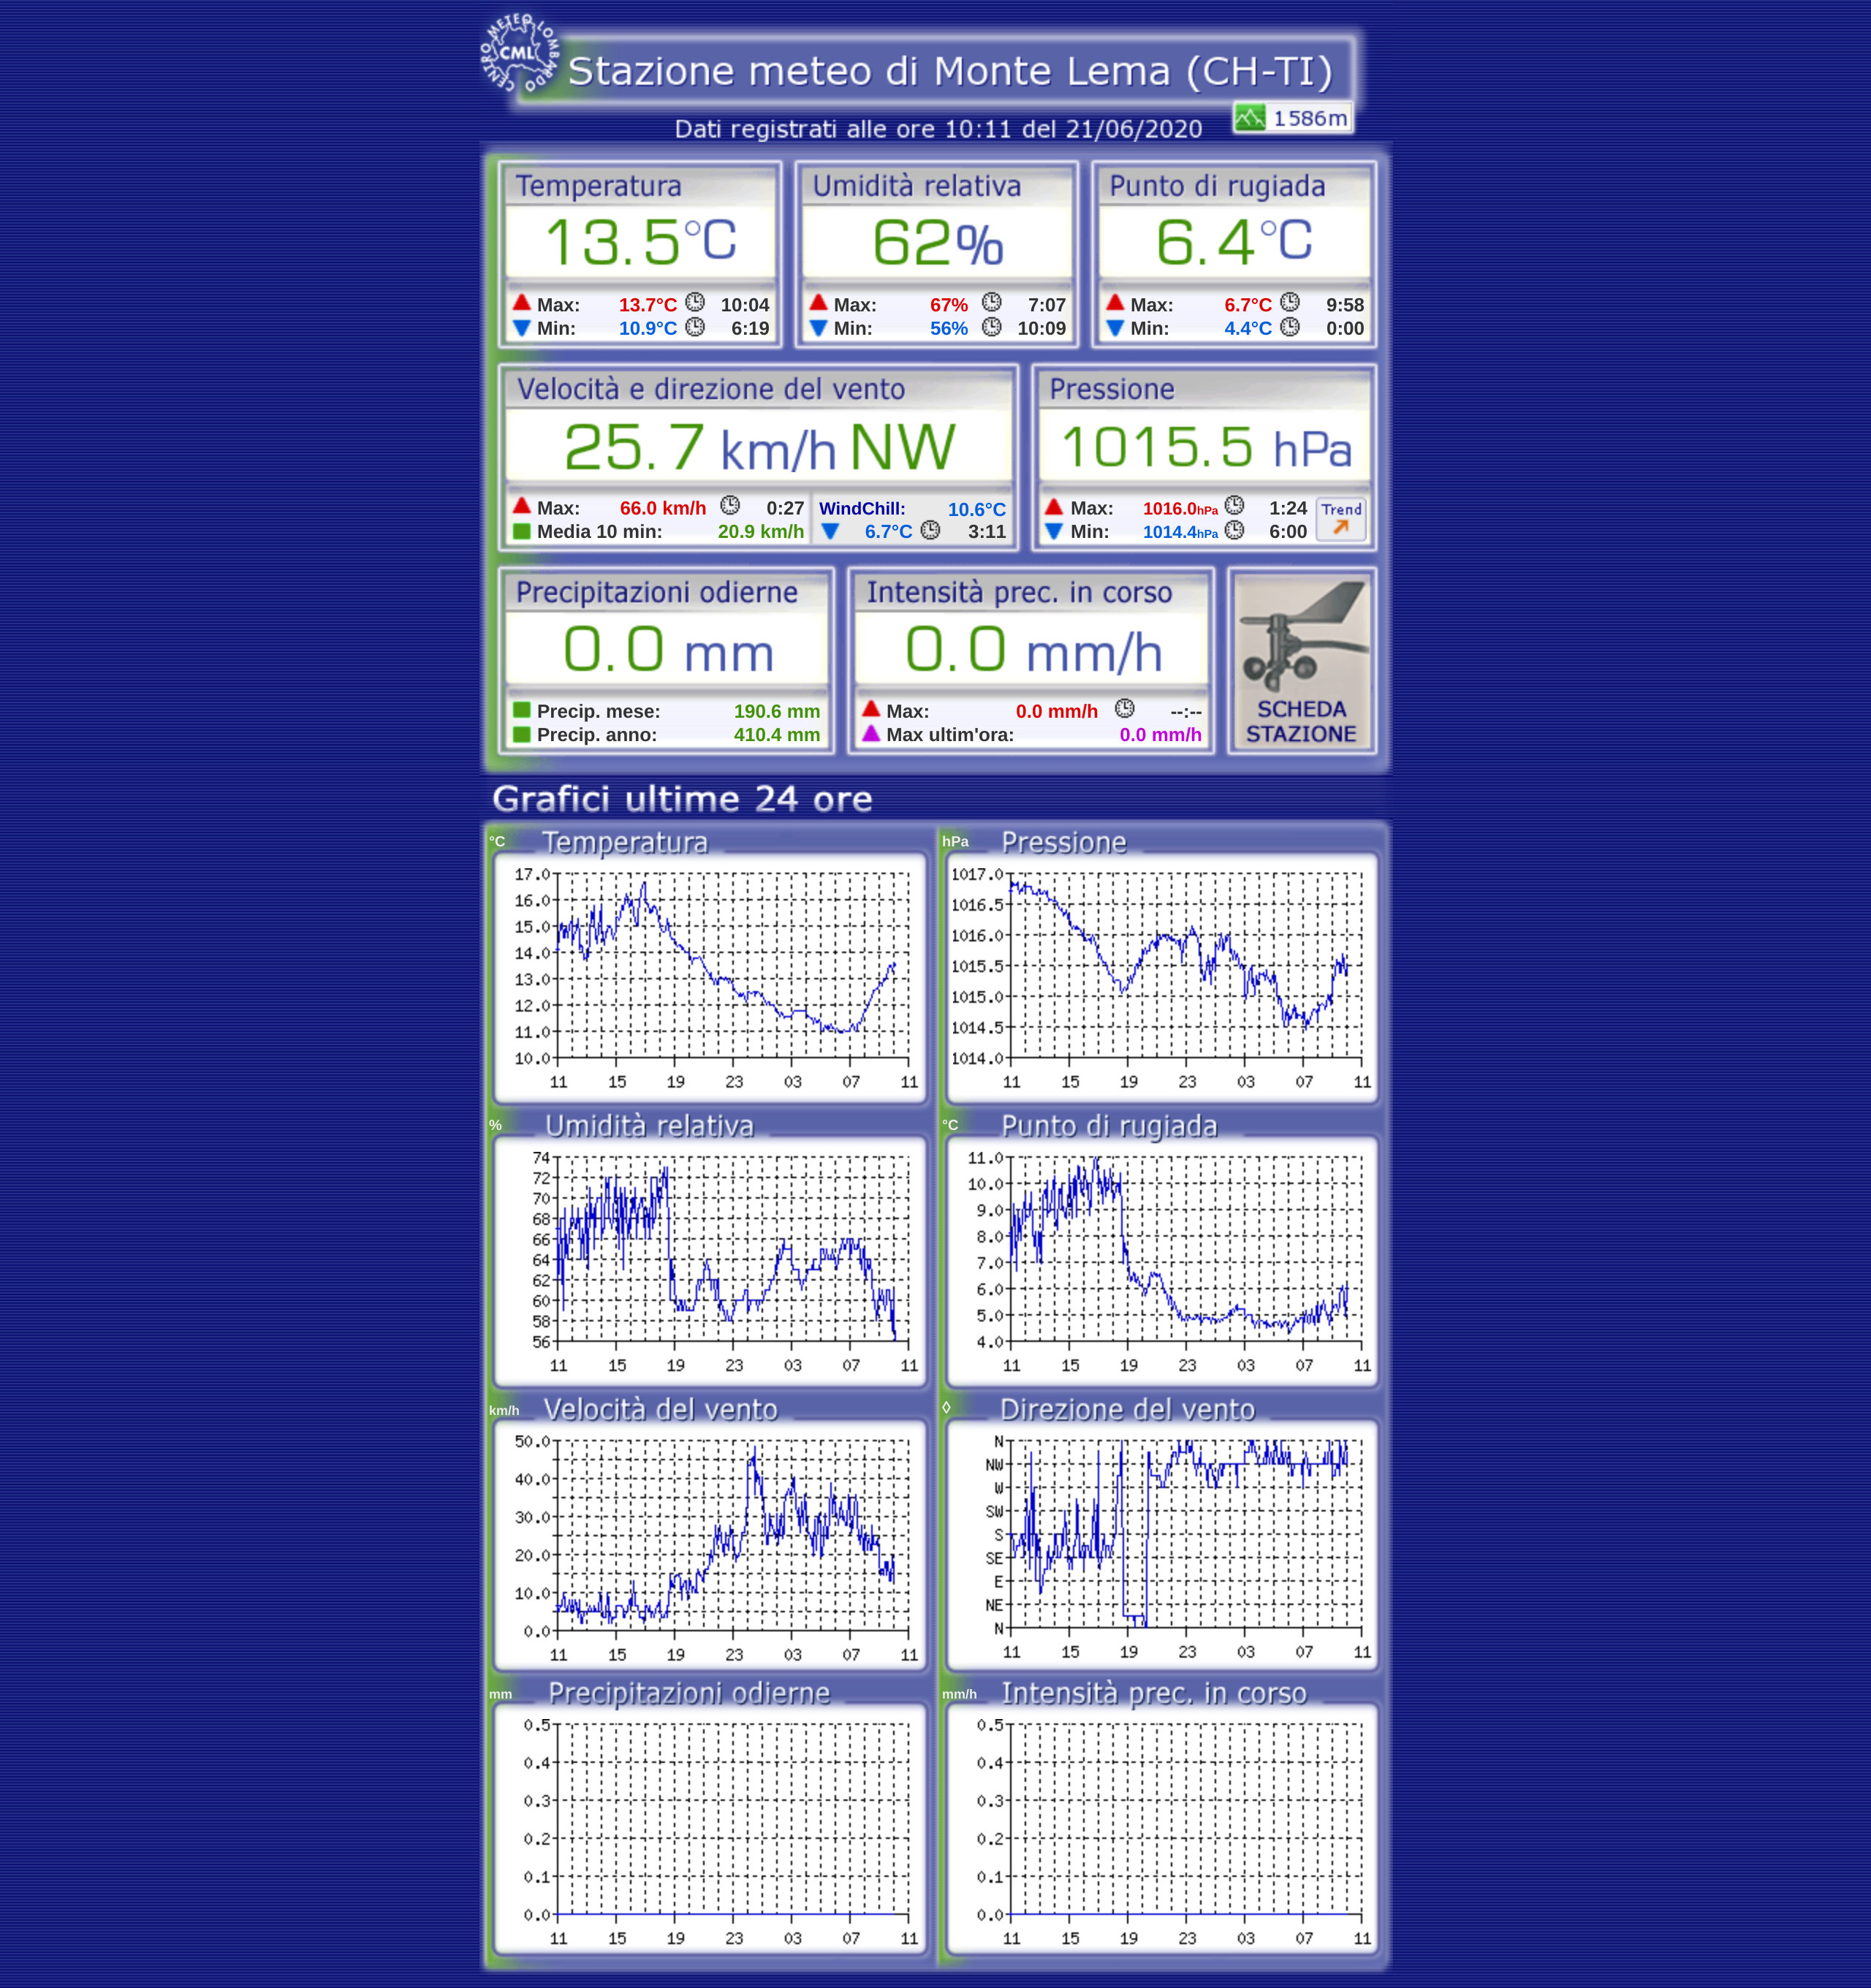 CENTRO METEO LOMBARDO
CML
Stazione meteo di Monte Lema (CH-TI)
1586m
Dati registrati alle ore 10:11 del 21/06/2020
Temperatura
13.5°C
Max: 13.7°C 10:04
Min: 10.9°C 6:19
Umidità relativa
62%
Max: 67% 7:07
Min: 56% 10:09
Punto di rugiada
6.4°C
Max: 6.7°C 9:58
Min: 4.4°C 0:00
Velocità e direzione del vento
25.7 km/h NW
Max: 66.0 km/h 0:27
Media 10 min: 20.9 km/h
WindChill: 10.6°C
6.7°C 3:11
Pressione
1015.5 hPa
Max: 1016.0hPa 1:24
Min: 1014.4hPa 6:00
Trend
Precipitazioni odierne
0.0 mm
Precip. mese: 190.6 mm
Precip. anno: 410.4 mm
Intensità prec. in corso
0.0 mm/h
Max: 0.0 mm/h --:--
Max ultim'ora: 0.0 mm/h
SCHEDA
STAZIONE
Grafici ultime 24 ore
°C Temperatura
17.0
16.0
15.0
14.0
13.0
12.0
11.0
10.0
11 15 19 23 03 07 11
hPa Pressione
1017.0
1016.5
1016.0
1015.5
1015.0
1014.5
1014.0
11 15 19 23 03 07 11
% Umidità relativa
74
72
70
68
66
64
62
60
58
56
11 15 19 23 03 07 11
°C Punto di rugiada
11.0
10.0
9.0
8.0
7.0
6.0
5.0
4.0
11 15 19 23 03 07 11
km/h Velocità del vento
50.0
40.0
30.0
20.0
10.0
0.0
11 15 19 23 03 07 11
◊ Direzione del vento
N
NW
W
SW
S
SE
E
NE
N
11 15 19 23 03 07 11
mm Precipitazioni odierne
0.5
0.4
0.3
0.2
0.1
0.0
11 15 19 23 03 07 11
mm/h Intensità prec. in corso
0.5
0.4
0.3
0.2
0.1
0.0
11 15 19 23 03 07 11